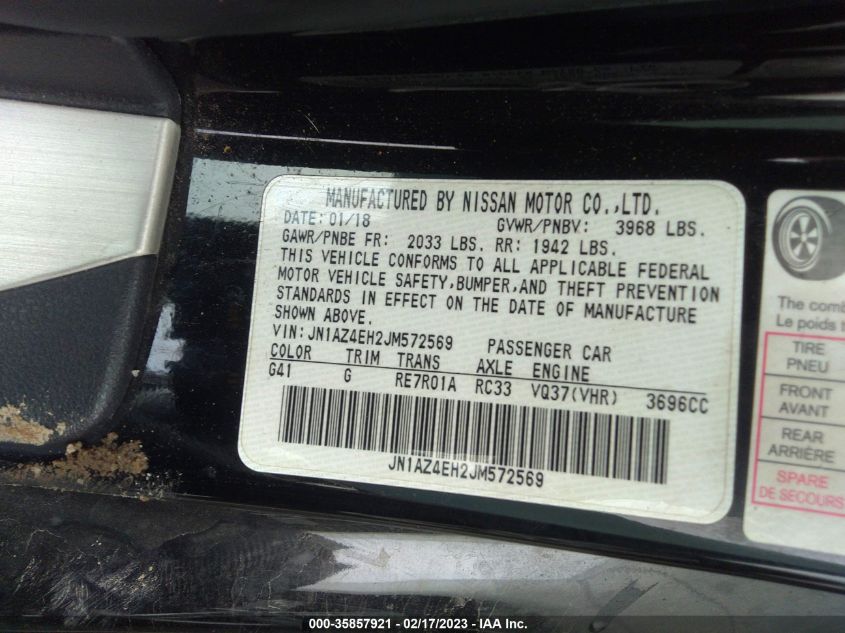 MANUFACTURED BY NISSAN MOTOR CO.,LTD.
DATE: 01/18 GVWR/PNBV: 3968 LBS.
GAWR/PNBE FR: 2033 LBS. RR: 1942 LBS.
THIS VEHICLE CONFORMS TO ALL APPLICABLE FEDERAL
MOTOR VEHICLE SAFETY,BUMPER,AND THEFT PREVENTION
STANDARDS IN EFFECT ON THE DATE OF MANUFACTURE
SHOWN ABOVE.
VIN:JN1AZ4EH2JM572569 PASSENGER CAR
COLOR TRIM TRANS AXLE ENGINE
G41 G RE7R01A RC33 VQ37(VHR) 3696CC
JN1AZ4EH2JM572569
The comb
Le poids t
TIRE
PNEU
FRONT
AVANT
REAR
ARRIÈRE
SPARE
DE SECOURS
000-35857921 - 02/17/2023 - IAA Inc.